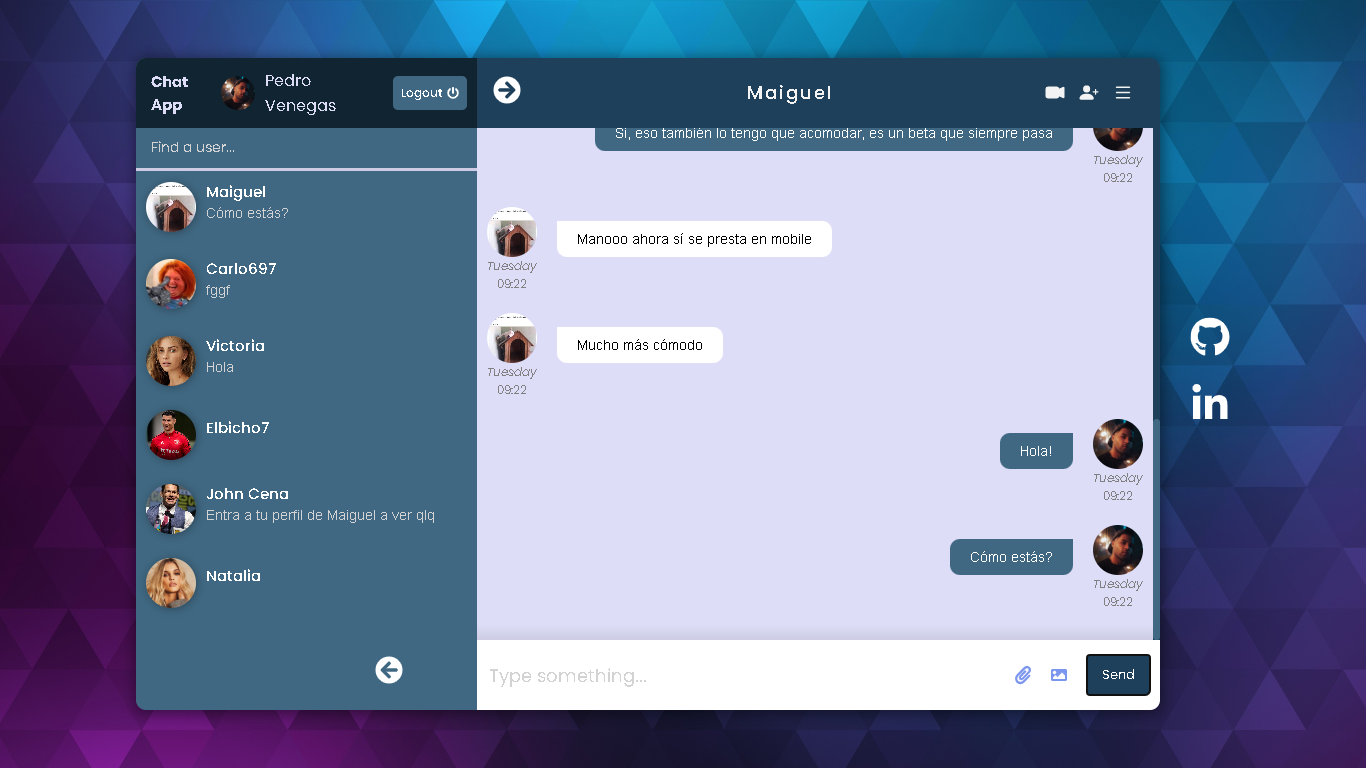 Chat
App
Pedro
Venegas
Logout
Find a user...
Maiguel
Cómo estás?
Carlo697
fggf
Victoria
Hola
Elbicho7
John Cena
Entra a tu perfil de Maiguel a ver qlq
Natalia
Maiguel
Sí, eso también lo tengo que acomodar, es un beta que siempre pasa
Tuesday
09:22
Manooo ahora sí se presta en mobile
Tuesday
09:22
Mucho más cómodo
Tuesday
09:22
Hola!
Tuesday
09:22
Cómo estás?
Tuesday
09:22
Type something...
Send
in